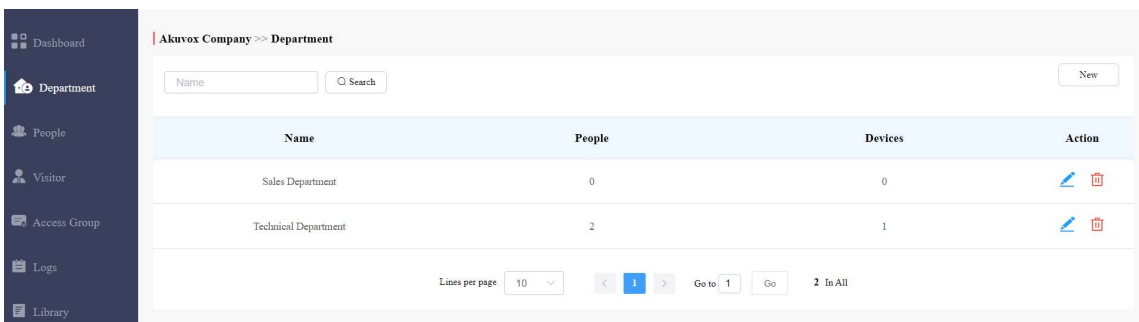 Dashboard
Department
People
Visitor
Access Group
Logs
Library
Akuvox Company >> Department
Name Search New
Name People Devices Action
Sales Department 0 0
Technical Department 2 1
Lines per page 10 < 1 > Go to 1 Go 2 In All